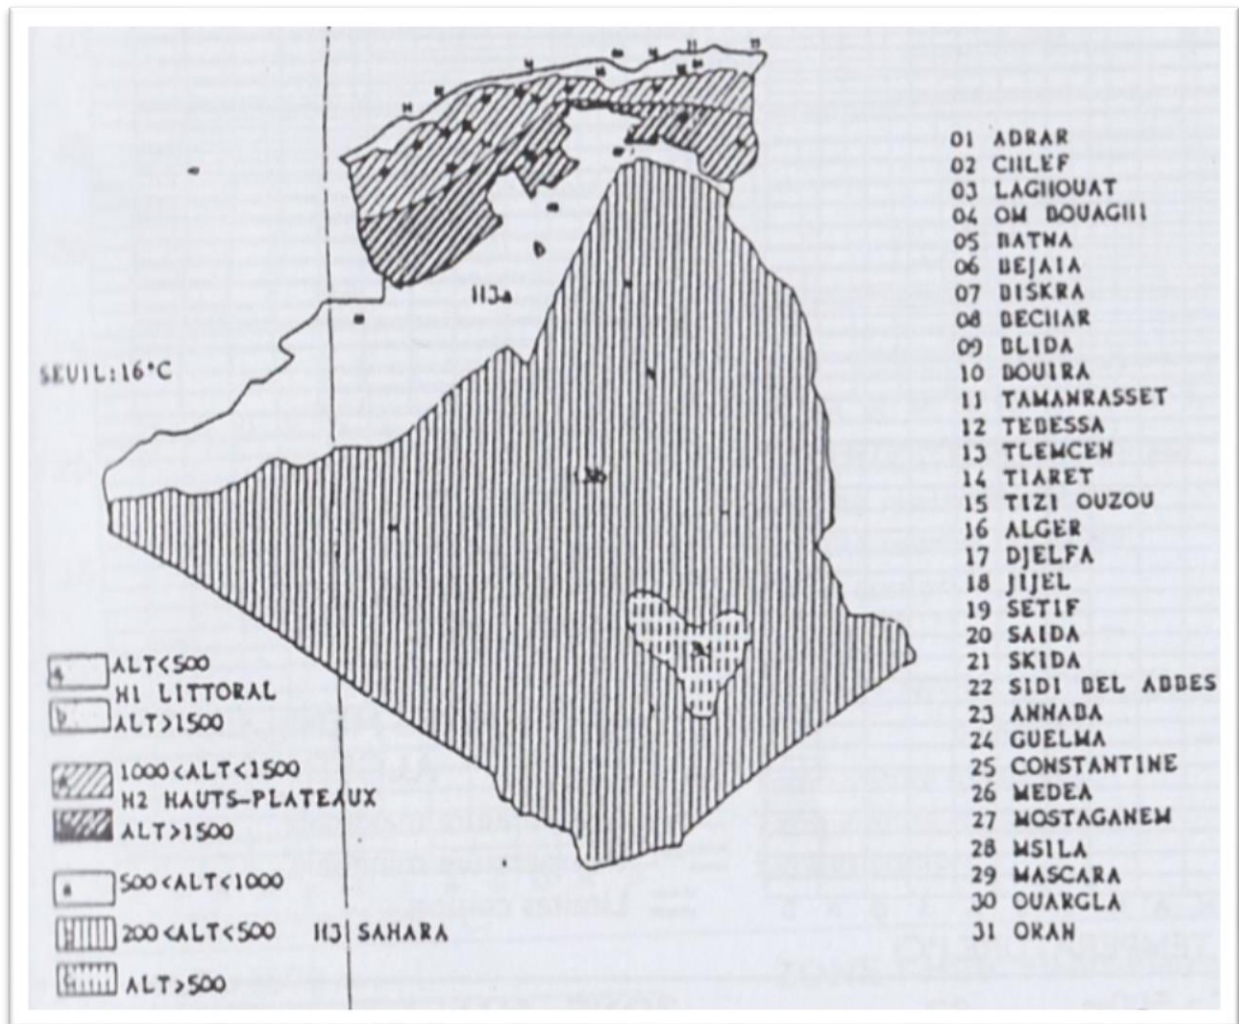 113a
SEUIL:16°C
13b
ALT<500
H1 LITTORAL
ALT>1500
1000<ALT<1500
H2 HAUTS-PLATEAUX
ALT>1500
500<ALT<1000
200<ALT<500 H3 SAHARA
ALT>500
01 ADRAR
02 CHLEF
03 LAGHOUAT
04 OM BOUAGHI
05 BATNA
06 BEJAIA
07 BISKRA
08 BECHAR
09 BLIDA
10 BOUIRA
11 TAMANRASSET
12 TEBESSA
13 TLEMCEN
14 TIARET
15 TIZI OUZOU
16 ALGER
17 DJELFA
18 JIJEL
19 SETIF
20 SAIDA
21 SKIDA
22 SIDI BEL ABBES
23 ANNABA
24 GUELMA
25 CONSTANTINE
26 MEDEA
27 MOSTAGANEM
28 MSILA
29 MASCARA
30 OUARGLA
31 ORAN